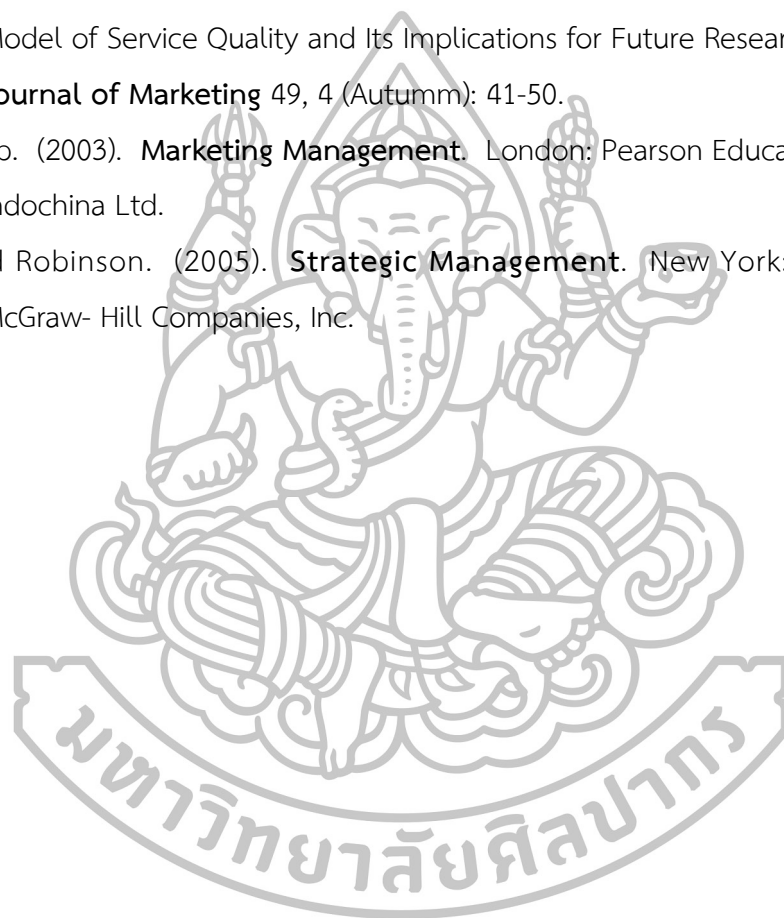 Model of Service Quality and Its Implications for Future Resear
ournal of Marketing 49, 4 (Autumm): 41-50.
p. (2003). Marketing Management. London: Pearson Educa
ndochina Ltd.
d Robinson. (2005). Strategic Management. New York:
McGraw- Hill Companies, Inc.
มหาวิทยาลัยศิลปากร